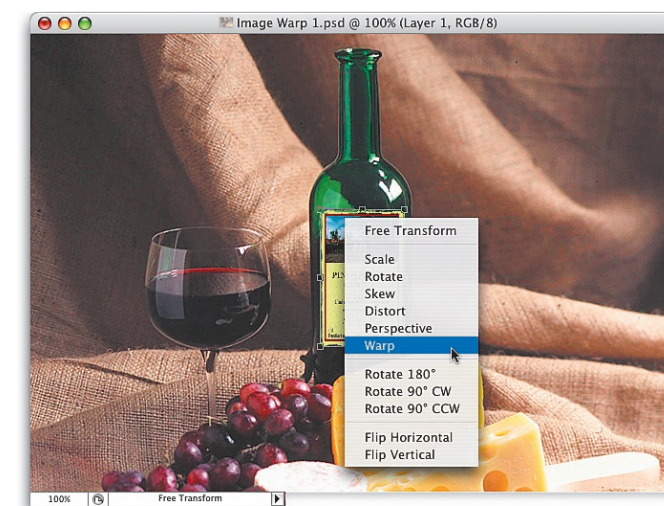 Image Warp 1.psd @ 100% (Layer 1, RGB/8)
Free Transform
Scale
Rotate
Skew
Distort
Perspective
Warp
Rotate 180°
Rotate 90° CW
Rotate 90° CCW
Flip Horizontal
Flip Vertical
100%
Free Transform